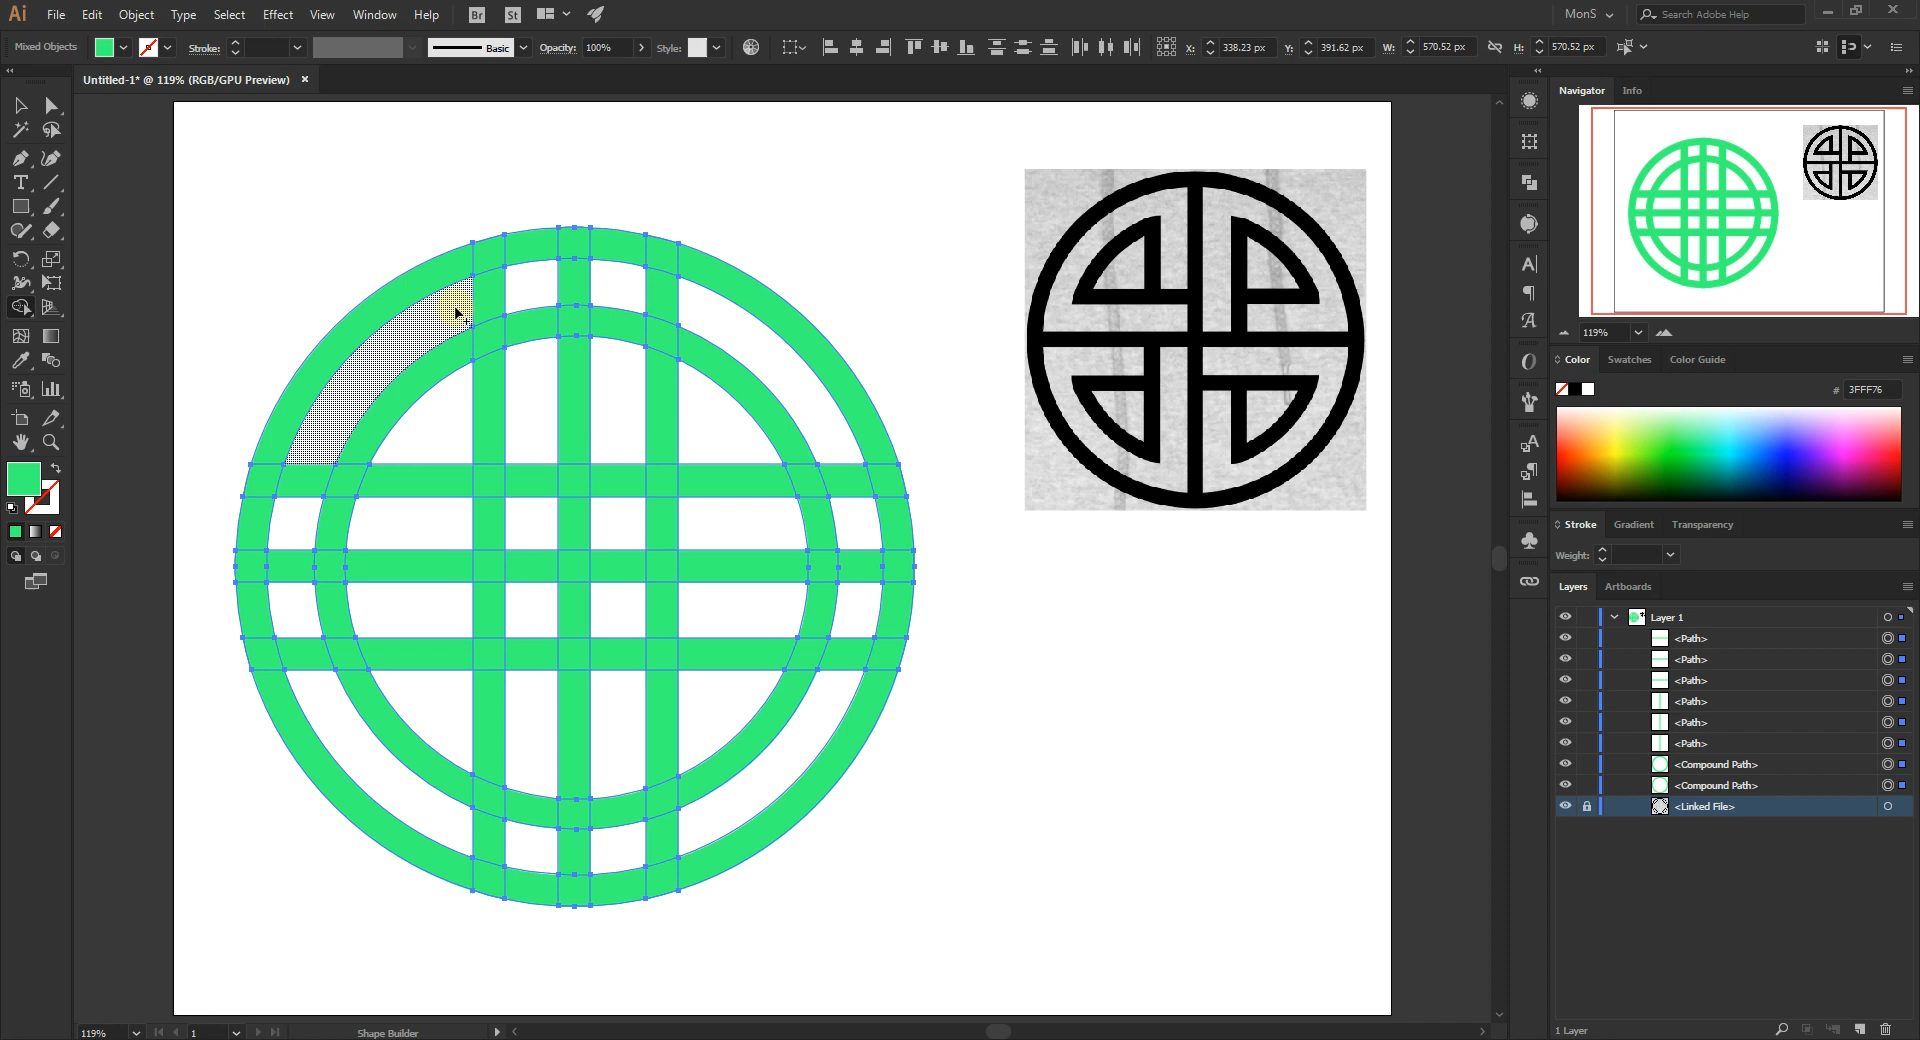 Ai File Edit Object Type Select Effect View Window Help Br St MonS Search Adobe Help
Mixed Objects Stroke: Basic Opacity: 100% Style: X: 338.23 px Y: 391.62 px W: 570.52 px H: 570.52 px
Untitled-1* @ 119% (RGB/GPU Preview) ×
Navigator Info
119%
Color Swatches Color Guide
# 3FFF76
Stroke Gradient Transparency
Weight:
Layers Artboards
Layer 1
<Path>
<Path>
<Path>
<Path>
<Path>
<Path>
<Compound Path>
<Compound Path>
<Linked File>
1 Layer
119% 1 Shape Builder